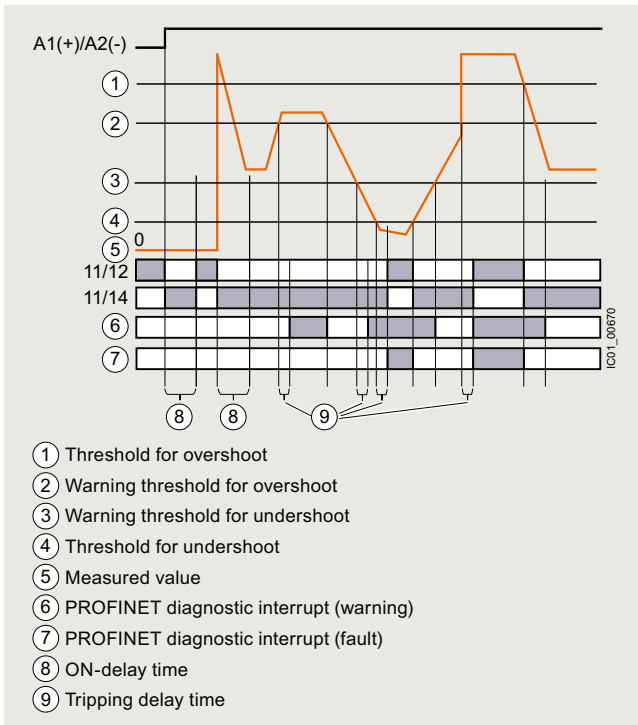 A1(+)/A2(-)
1
2
3
4
5 0
11/12
11/14
6
7
IC01_00670
8 8 9
1 Threshold for overshoot
2 Warning threshold for overshoot
3 Warning threshold for undershoot
4 Threshold for undershoot
5 Measured value
6 PROFINET diagnostic interrupt (warning)
7 PROFINET diagnostic interrupt (fault)
8 ON-delay time
9 Tripping delay time